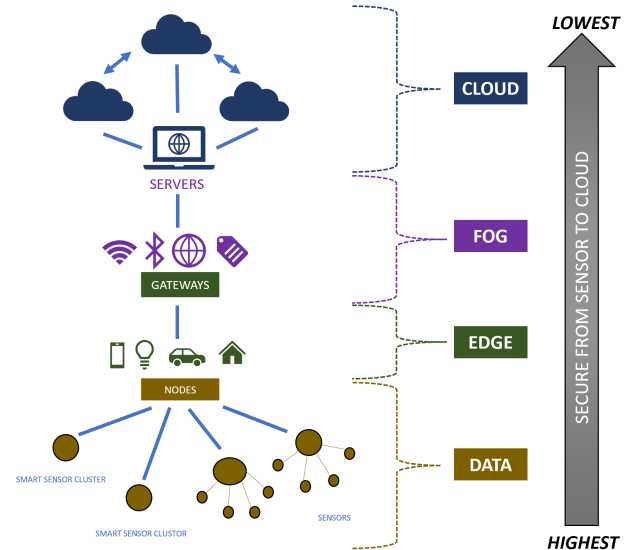 LOWEST
CLOUD
SERVERS
FOG
GATEWAYS
EDGE
NODES
DATA
SMART SENSOR CLUSTER
SMART SENSOR CLUSTOR
SENSORS
SECURE FROM SENSOR TO CLOUD
HIGHEST